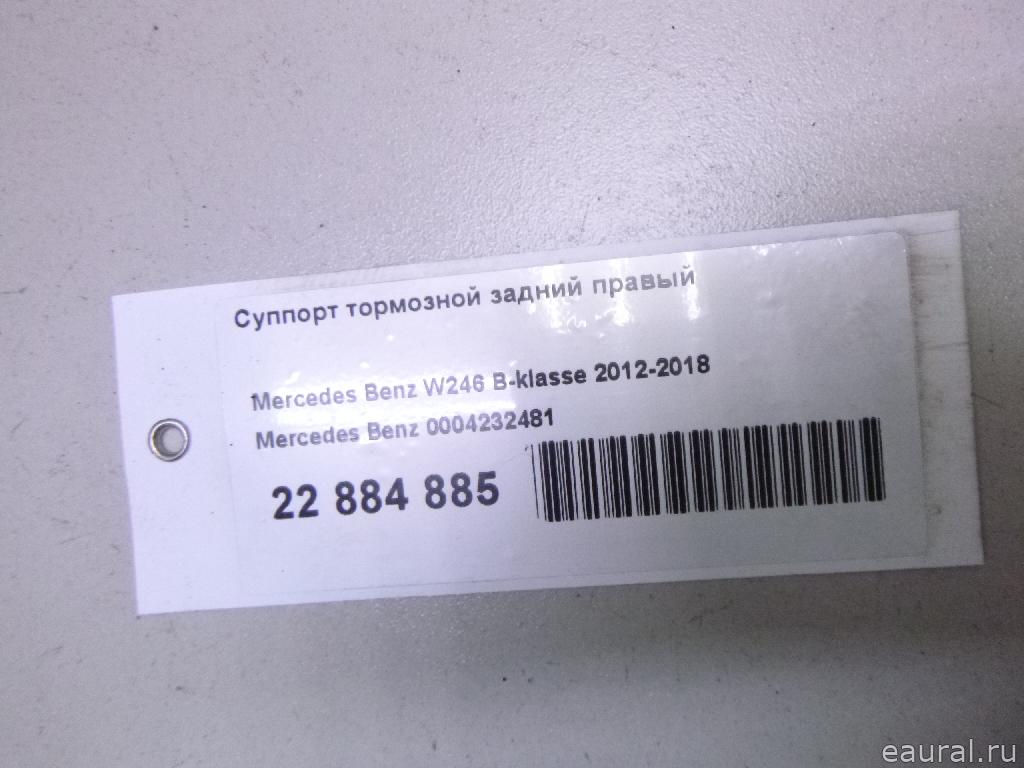 Суппорт тормозной задний правый
Mercedes Benz W246 B-klasse 2012-2018
Mercedes Benz 0004232481
22 884 885
eaural.ru